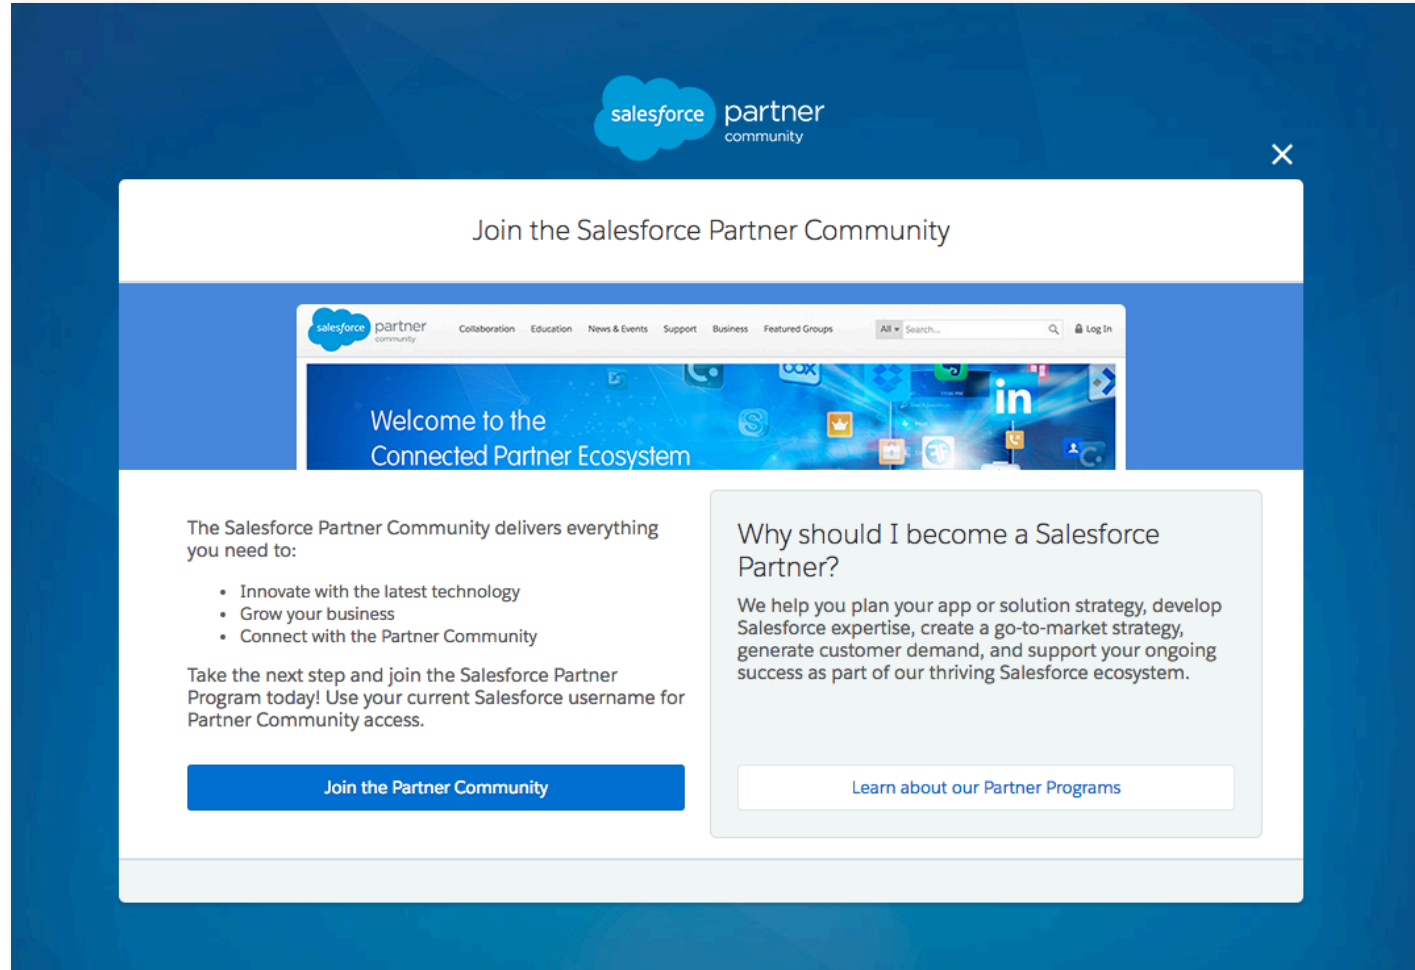 salesforce partner
community
Join the Salesforce Partner Community
salesforce partner
community
Collaboration Education News & Events Support Business Featured Groups All Search... Log In
box
in
Welcome to the
Connected Partner Ecosystem
The Salesforce Partner Community delivers everything
you need to:
• Innovate with the latest technology
• Grow your business
• Connect with the Partner Community
Take the next step and join the Salesforce Partner
Program today! Use your current Salesforce username for
Partner Community access.
Join the Partner Community
Why should I become a Salesforce
Partner?
We help you plan your app or solution strategy, develop
Salesforce expertise, create a go-to-market strategy,
generate customer demand, and support your ongoing
success as part of our thriving Salesforce ecosystem.
Learn about our Partner Programs